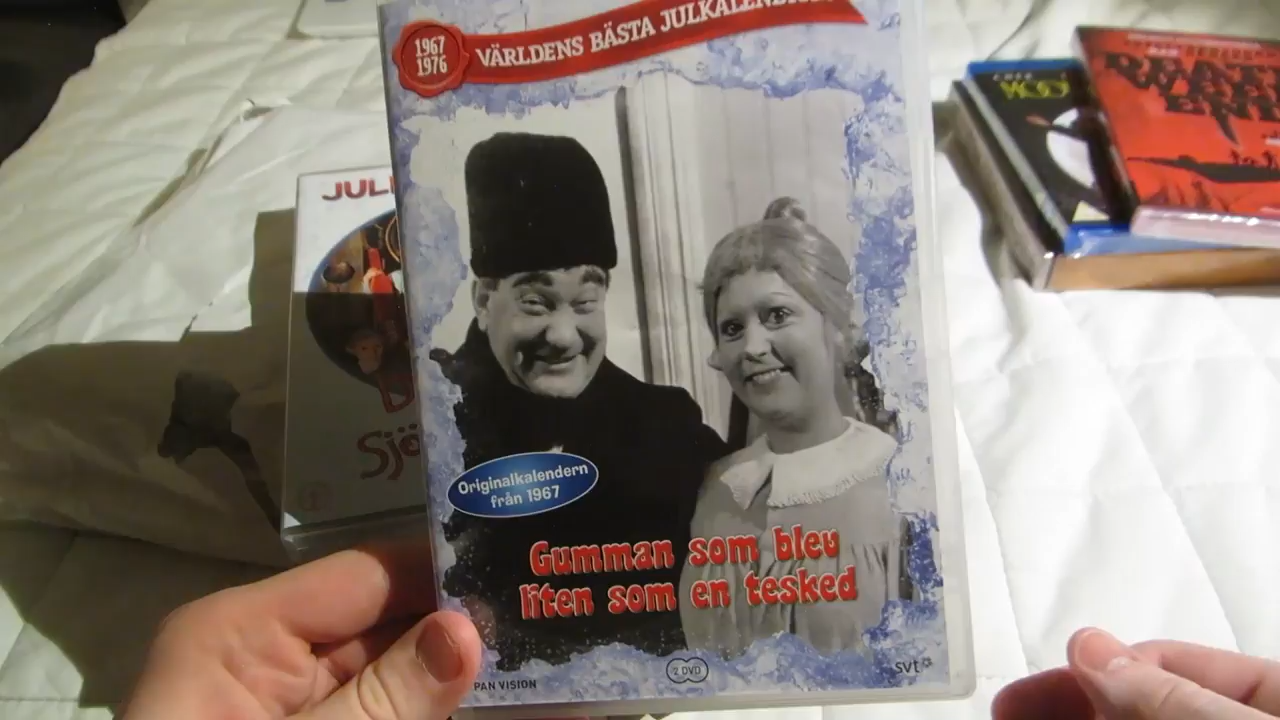 1967
1976
VÄRLDENS BÄSTA
JUL
Sjö
Originalkalendern
från 1967
Gumman som blev
liten som en tesked
PAN VISION
2 DVD
svt